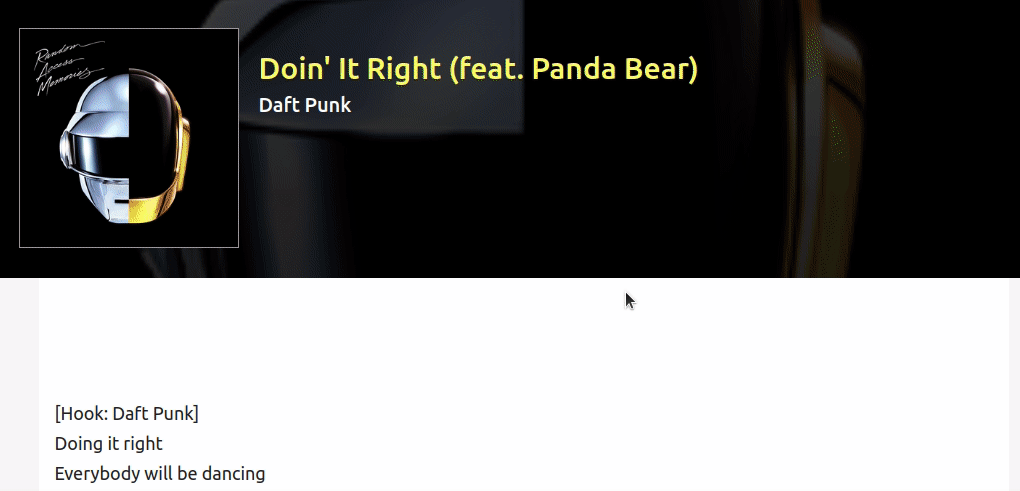 Random
Access
Memories
Doin' It Right (feat. Panda Bear)
Daft Punk
[Hook: Daft Punk]
Doing it right
Everybody will be dancing